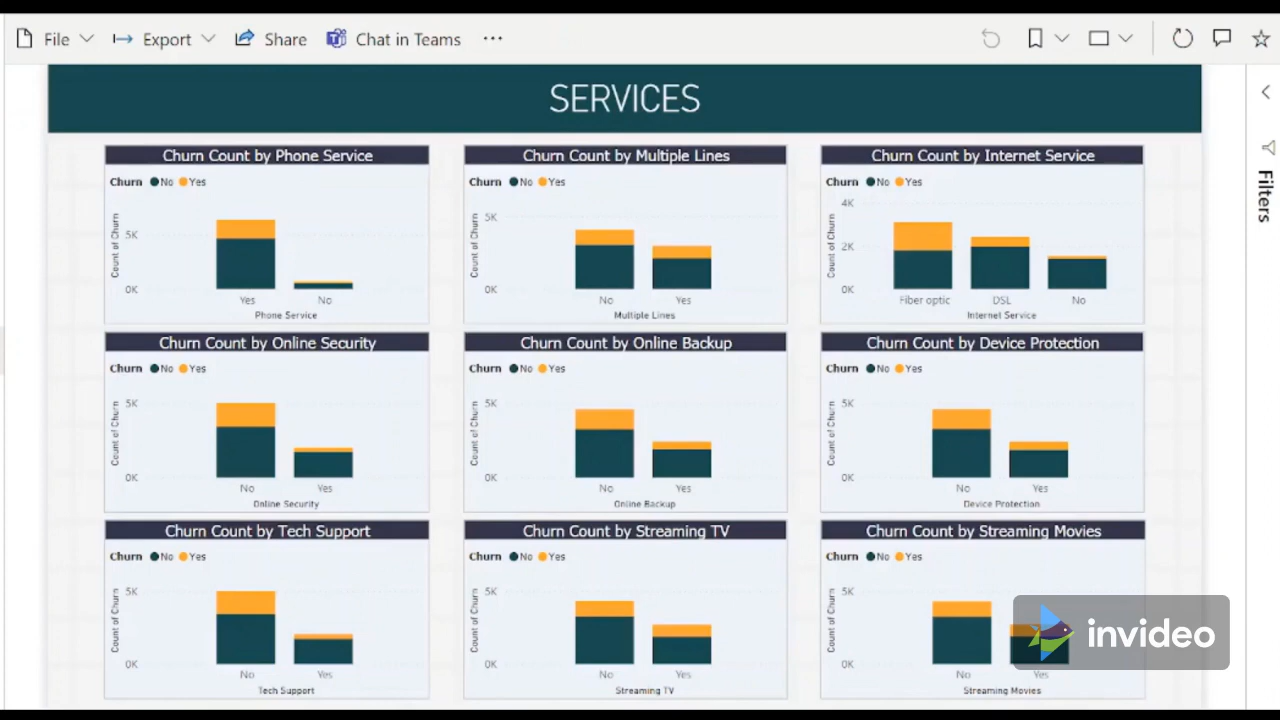 File Export Share Chat in Teams ...
SERVICES
Filters
Churn Count by Phone Service
Churn No Yes
Count of Churn
5K
0K
Yes No
Phone Service
Churn Count by Multiple Lines
Churn No Yes
Count of Churn
5K
0K
No Yes
Multiple Lines
Churn Count by Internet Service
Churn No Yes
Count of Churn
4K
2K
0K
Fiber optic DSL No
Internet Service
Churn Count by Online Security
Churn No Yes
Count of Churn
5K
0K
No Yes
Online Security
Churn Count by Online Backup
Churn No Yes
Count of Churn
5K
0K
No Yes
Online Backup
Churn Count by Device Protection
Churn No Yes
Count of Churn
5K
0K
No Yes
Device Protection
Churn Count by Tech Support
Churn No Yes
Count of Churn
5K
0K
No Yes
Tech Support
Churn Count by Streaming TV
Churn No Yes
Count of Churn
5K
0K
No Yes
Streaming TV
Churn Count by Streaming Movies
Churn No Yes
Count of Churn
5K
0K
No Yes
Streaming Movies
invideo